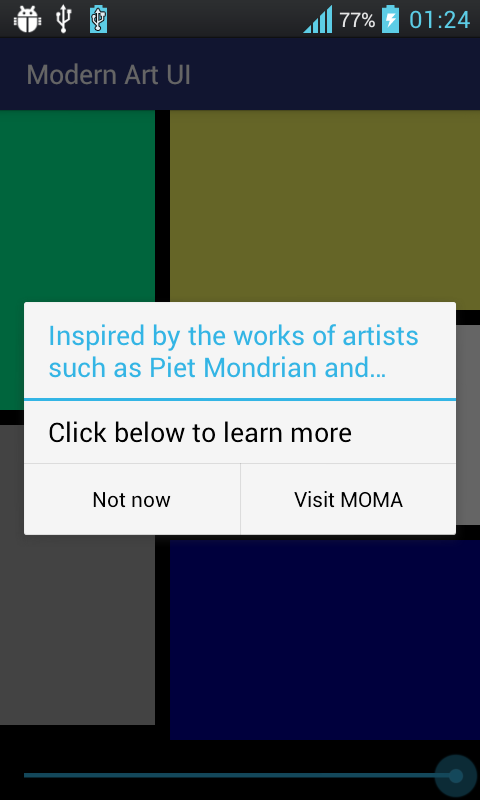 77% 01:24
Modern Art UI
Inspired by the works of artists
such as Piet Mondrian and…
Click below to learn more
Not now Visit MOMA